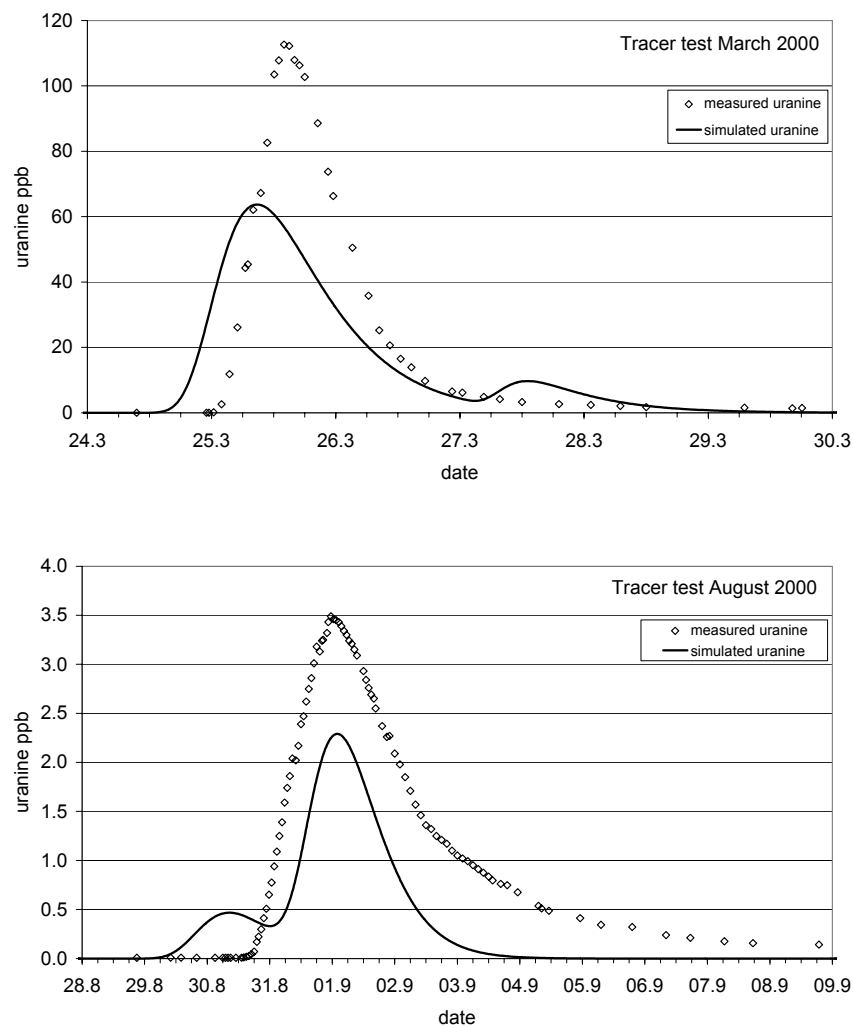 Tracer test March 2000
measured uranine
simulated uranine
uranine ppb
120
100
80
60
40
20
0
24.3 25.3 26.3 27.3 28.3 29.3 30.3
date
Tracer test August 2000
measured uranine
simulated uranine
uranine ppb
4.0
3.5
3.0
2.5
2.0
1.5
1.0
0.5
0.0
28.8 29.8 30.8 31.8 01.9 02.9 03.9 04.9 05.9 06.9 07.9 08.9 09.9
date